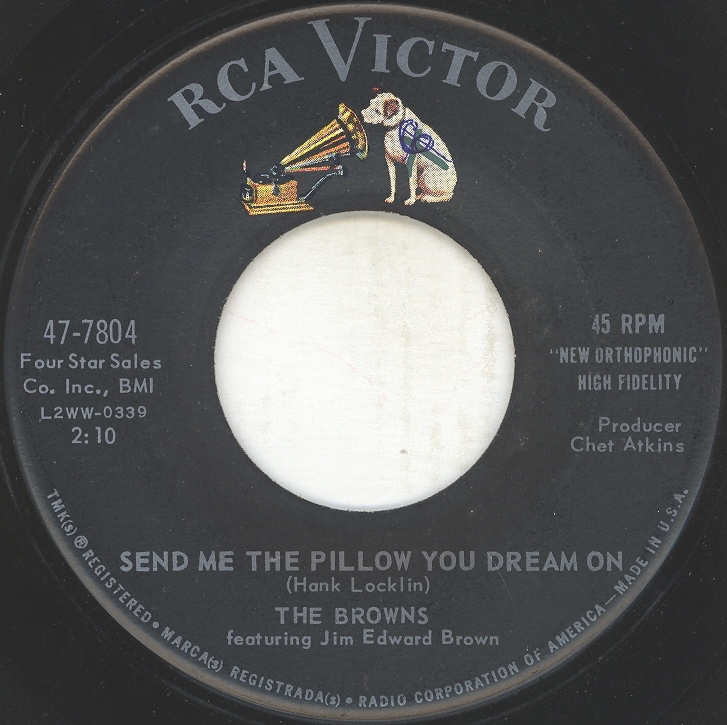 RCA VICTOR
47-7804
Four Star Sales
Co. Inc., BMI
L2WW-0339
2:10
45 RPM
"NEW ORTHOPHONIC"
HIGH FIDELITY
Producer
Chet Atkins
SEND ME THE PILLOW YOU DREAM ON
(Hank Locklin)
THE BROWNS
featuring Jim Edward Brown
TMK(s) ® REGISTERED • MARCA(s) REGISTRADA(s) • RADIO CORPORATION OF AMERICA—MADE IN U.S.A.